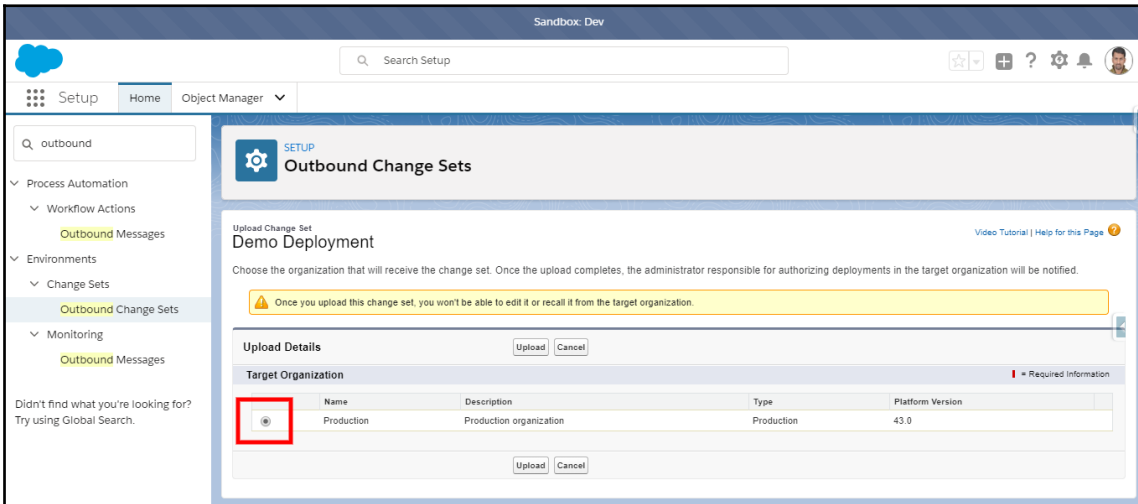 Sandbox: Dev
Search Setup
Setup
Home
Object Manager
outbound
Process Automation
Workflow Actions
Outbound Messages
Environments
Change Sets
Outbound Change Sets
Monitoring
Outbound Messages
Didn't find what you're looking for?
Try using Global Search.
SETUP
Outbound Change Sets
Upload Change Set
Demo Deployment
Video Tutorial | Help for this Page
Choose the organization that will receive the change set. Once the upload completes, the administrator responsible for authorizing deployments in the target organization will be notified.
Once you upload this change set, you won't be able to edit it or recall it from the target organization.
Upload Details Upload Cancel
Target Organization = Required Information
Name Description Type Platform Version
Production Production organization Production 43.0
Upload Cancel